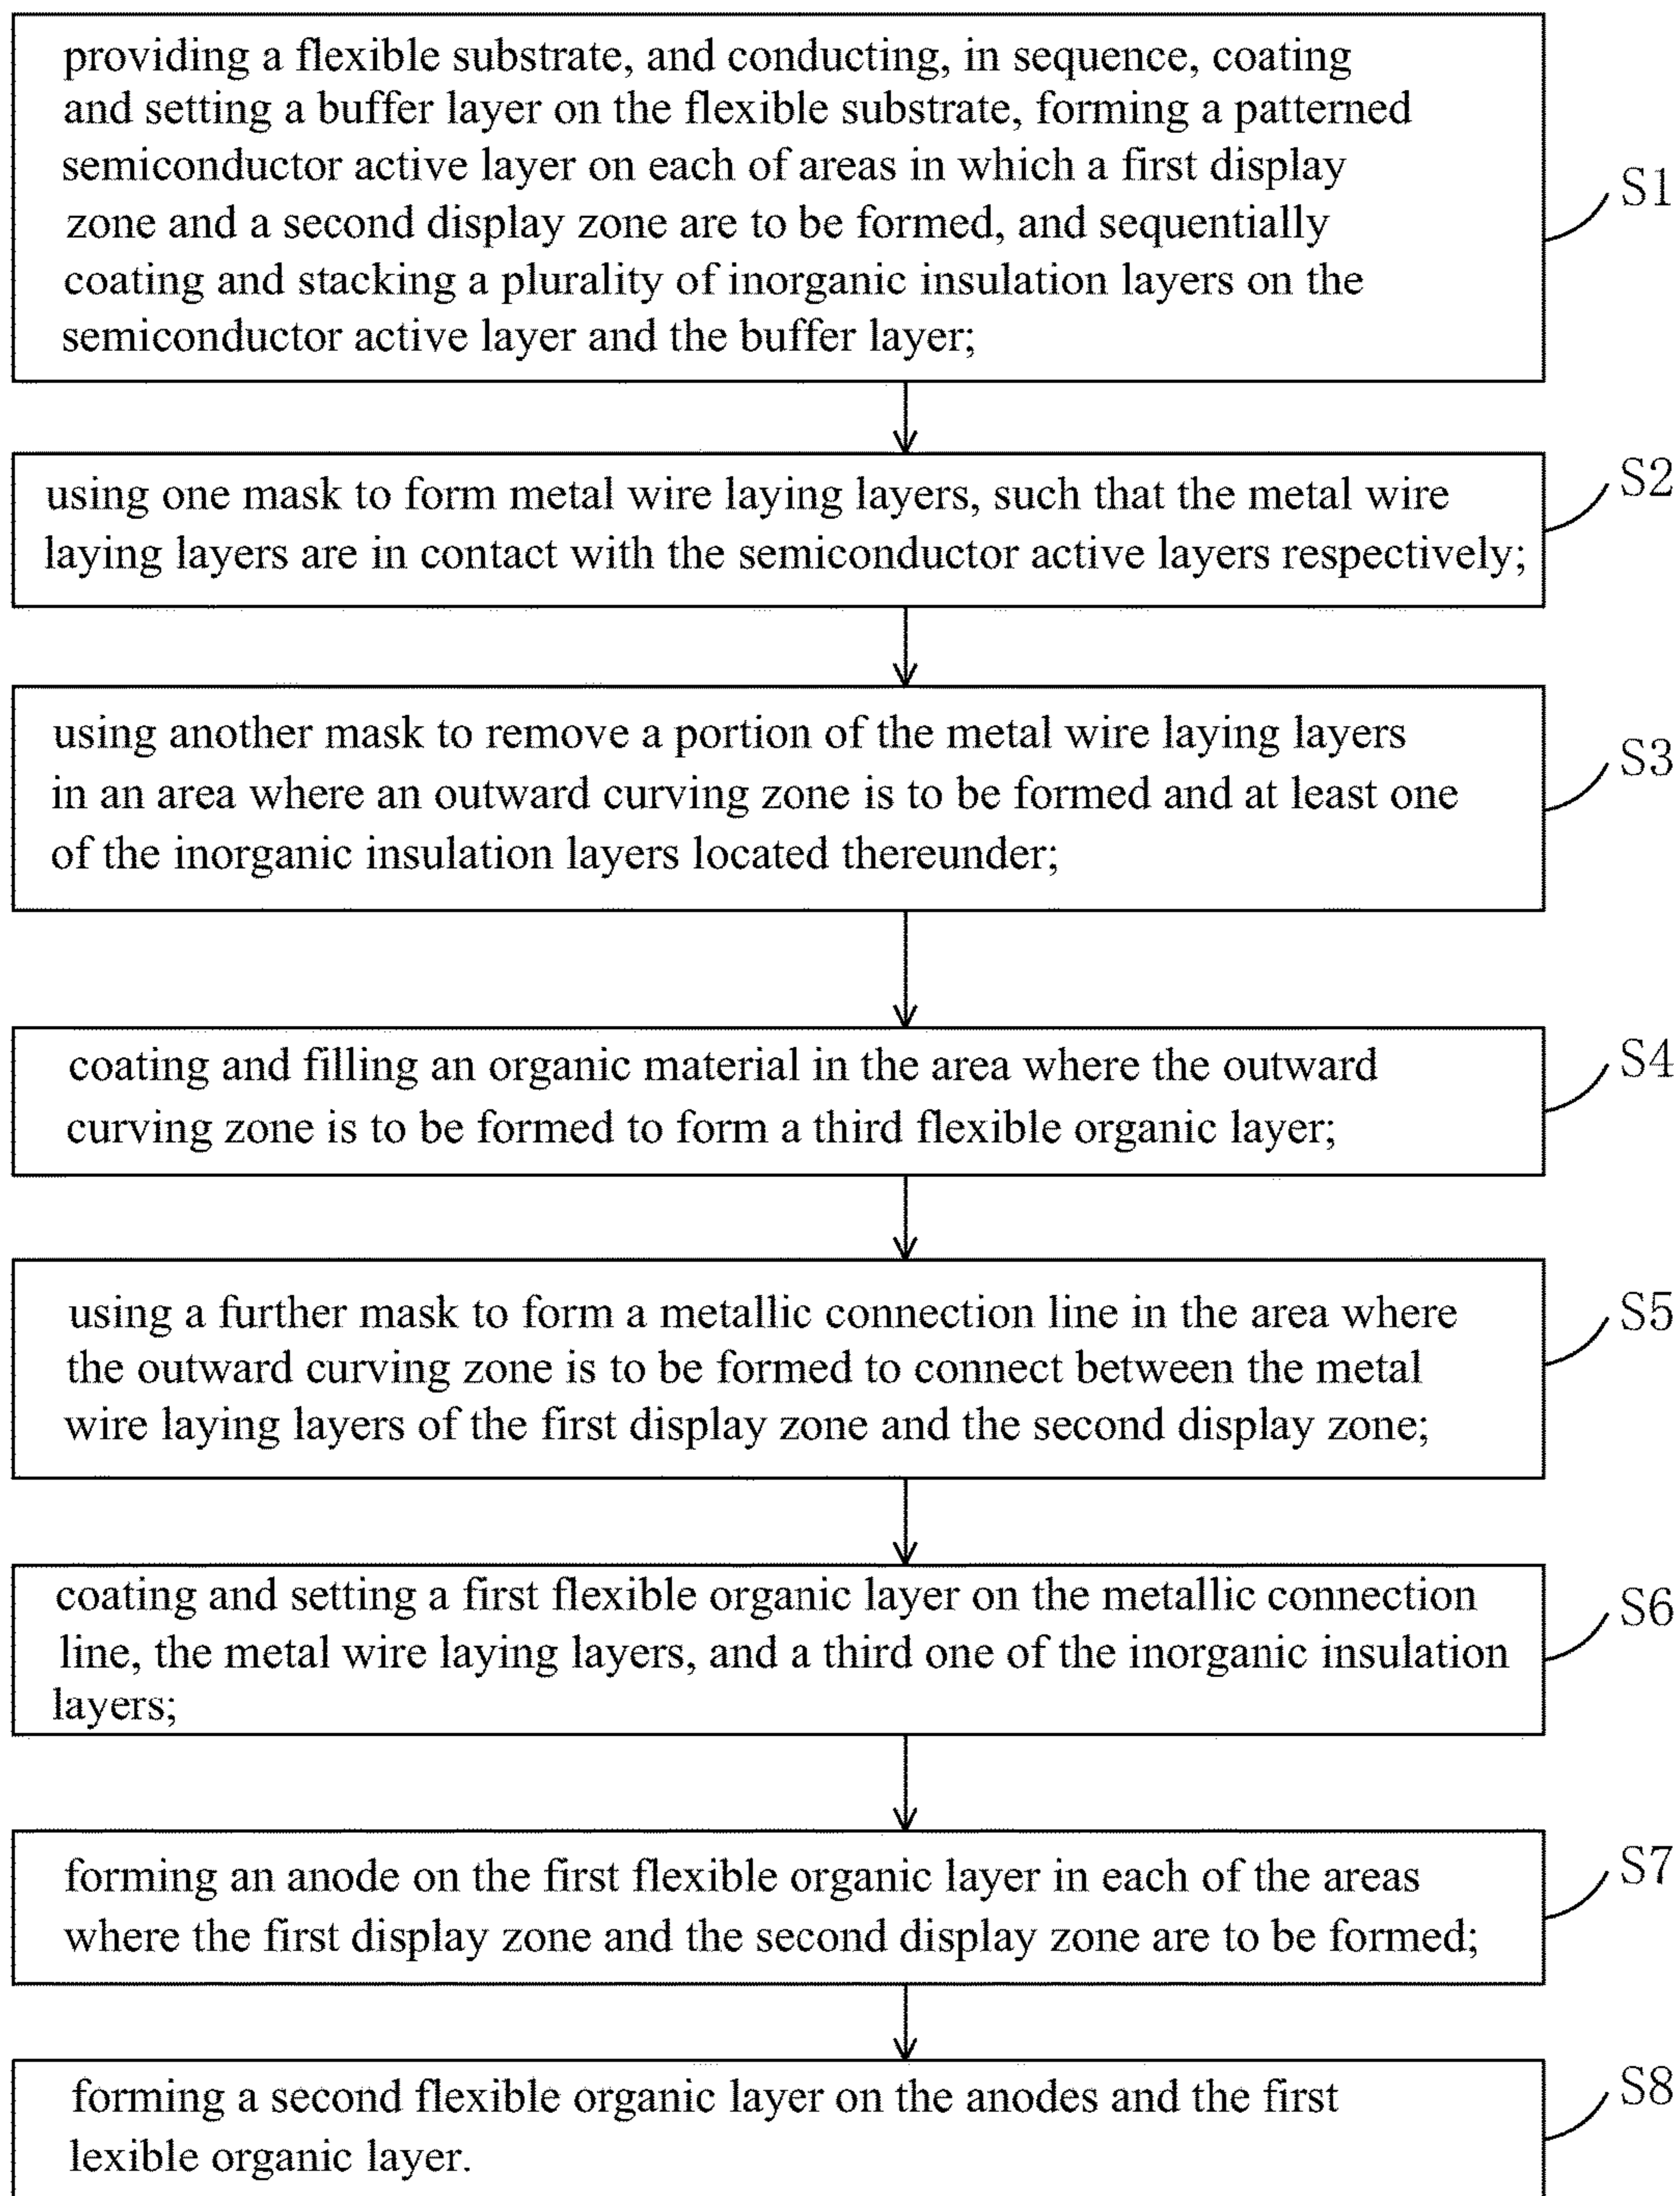 providing a flexible substrate, and conducting, in sequence, coating
and setting a buffer layer on the flexible substrate, forming a patterned
semiconductor active layer on each of areas in which a first display
zone and a second display zone are to be formed, and sequentially
coating and stacking a plurality of inorganic insulation layers on the
semiconductor active layer and the buffer layer;
S1
using one mask to form metal wire laying layers, such that the metal wire
laying layers are in contact with the semiconductor active layers respectively;
S2
using another mask to remove a portion of the metal wire laying layers
in an area where an outward curving zone is to be formed and at least one
of the inorganic insulation layers located thereunder;
S3
coating and filling an organic material in the area where the outward
curving zone is to be formed to form a third flexible organic layer;
S4
using a further mask to form a metallic connection line in the area where
the outward curving zone is to be formed to connect between the metal
wire laying layers of the first display zone and the second display zone;
S5
coating and setting a first flexible organic layer on the metallic connection
line, the metal wire laying layers, and a third one of the inorganic insulation
layers;
S6
forming an anode on the first flexible organic layer in each of the areas
where the first display zone and the second display zone are to be formed;
S7
forming a second flexible organic layer on the anodes and the first
lexible organic layer.
S8